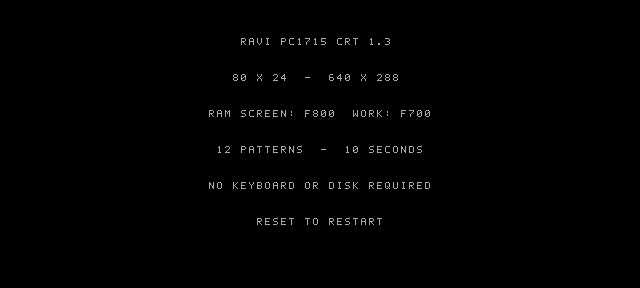 RAVI PC1715 CRT 1.3
80 X 24  -  640 X 288
RAM SCREEN: F800  WORK: F700
12 PATTERNS  -  10 SECONDS
NO KEYBOARD OR DISK REQUIRED
RESET TO RESTART